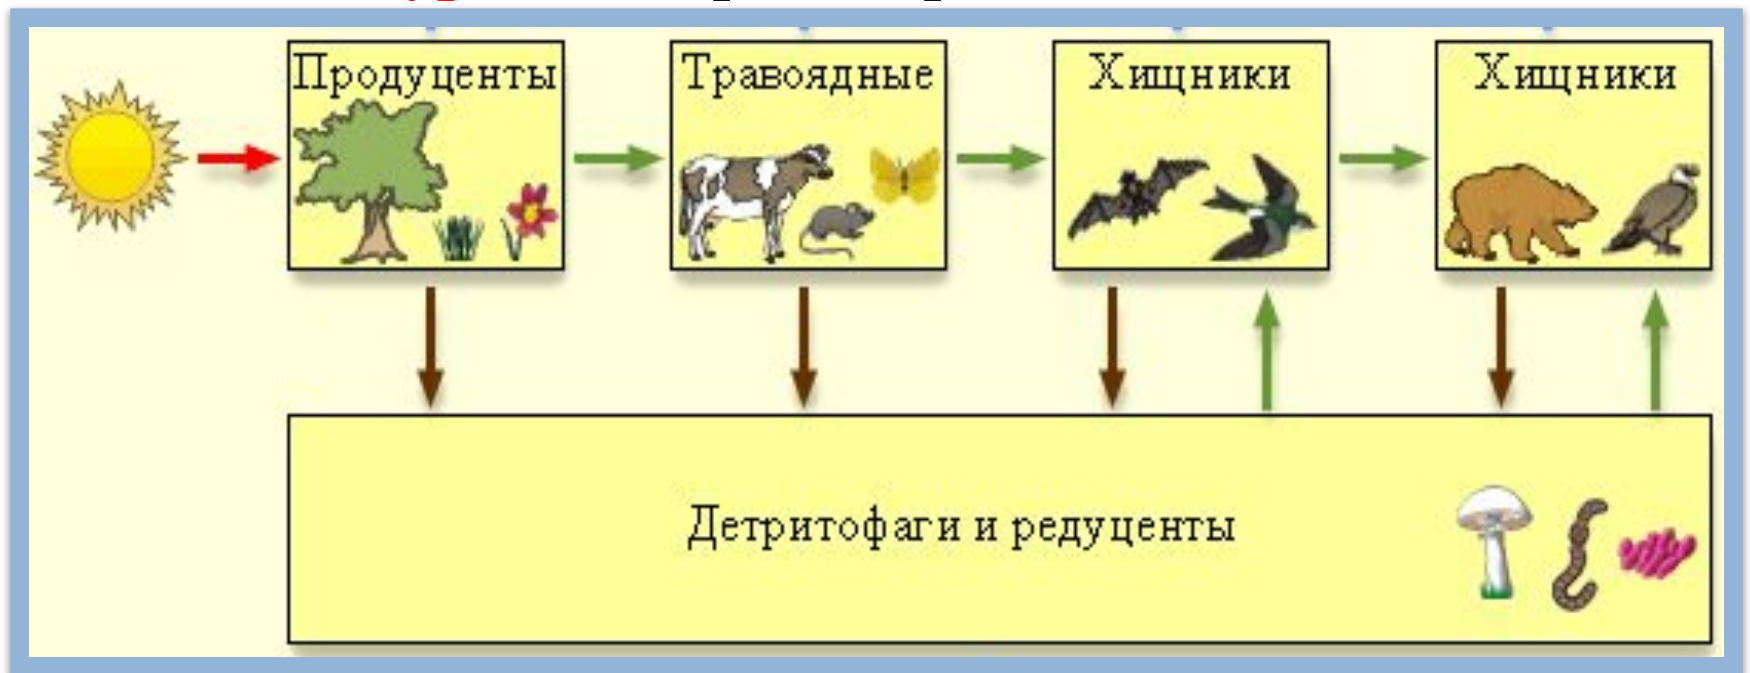 Продуценты
Травоядные
Хищники
Хищники
Детритофаги и редуценты